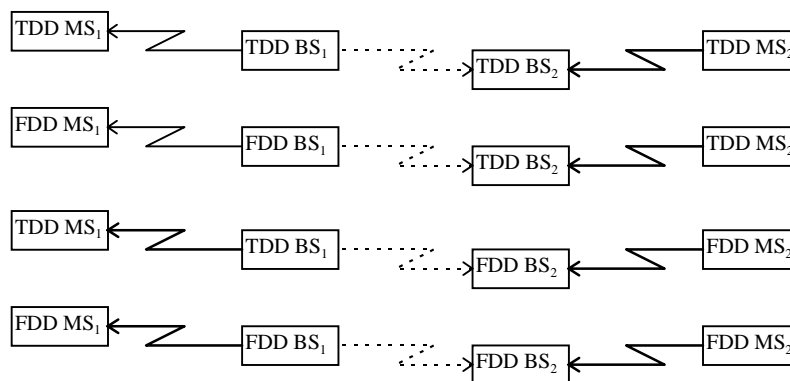 TDD MS₁ TDD BS₁ TDD BS₂ TDD MS₂
FDD MS₁ FDD BS₁ TDD BS₂ TDD MS₂
TDD MS₁ TDD BS₁ FDD BS₂ FDD MS₂
FDD MS₁ FDD BS₁ FDD BS₂ FDD MS₂